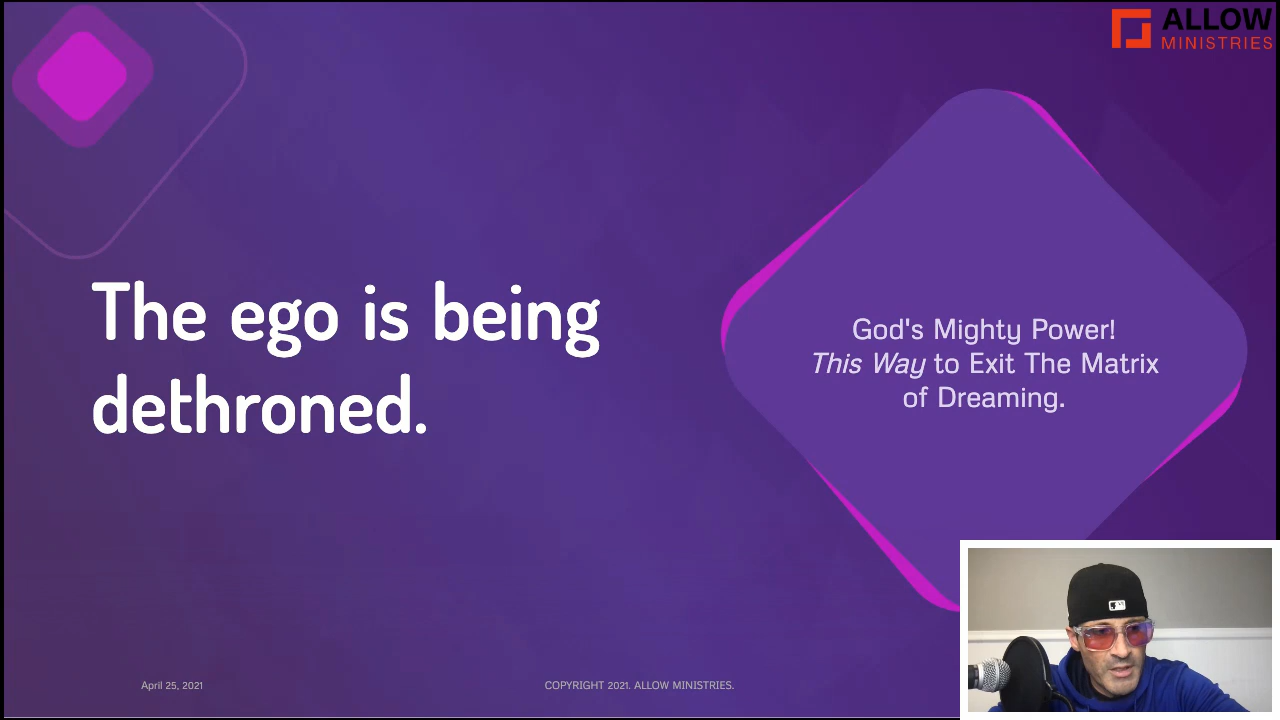 ALLOW
MINISTRIES
The ego is being
dethroned.
God's Mighty Power!
This Way to Exit The Matrix
of Dreaming.
April 25, 2021
COPYRIGHT 2021. ALLOW MINISTRIES.